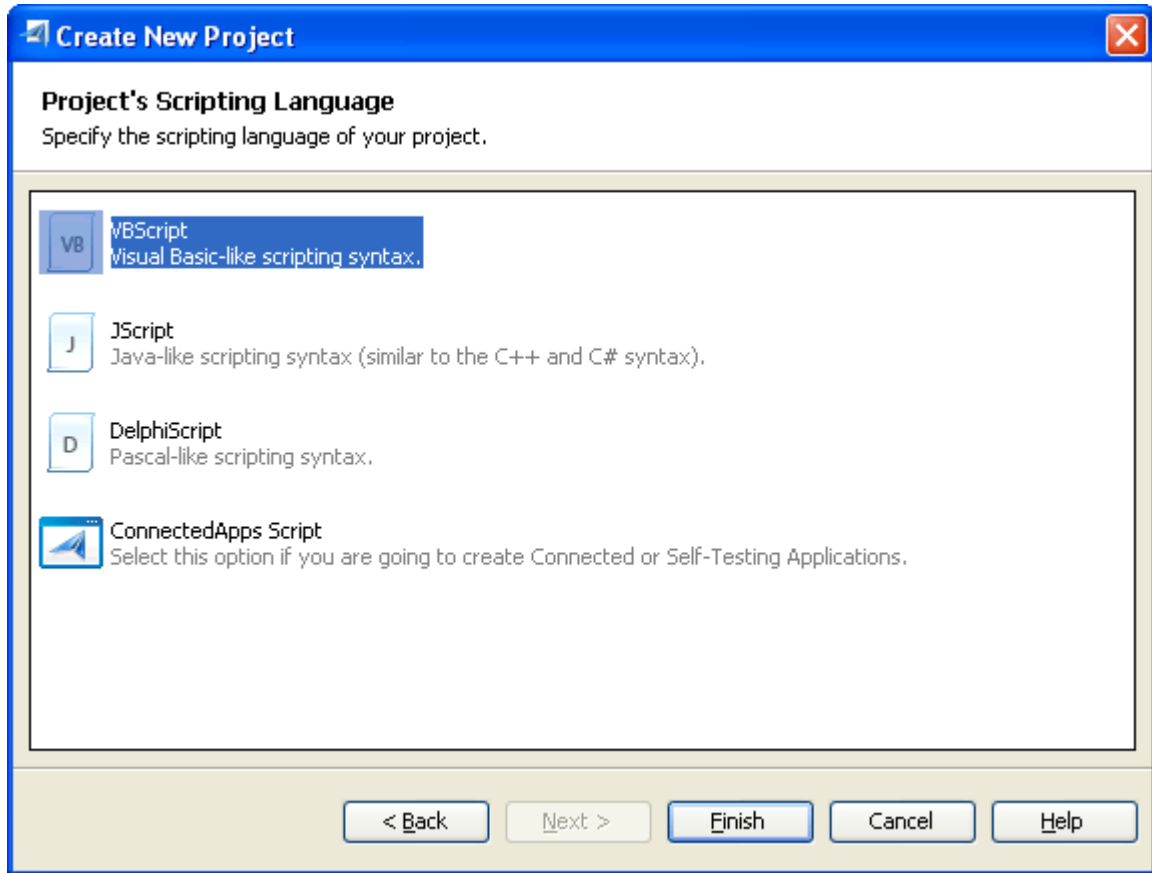 Create New Project
Project's Scripting Language
Specify the scripting language of your project.
VB
VBScript
Visual Basic-like scripting syntax.
J
JScript
Java-like scripting syntax (similar to the C++ and C# syntax).
D
DelphiScript
Pascal-like scripting syntax.
ConnectedApps Script
Select this option if you are going to create Connected or Self-Testing Applications.
< Back
Next >
Finish
Cancel
Help